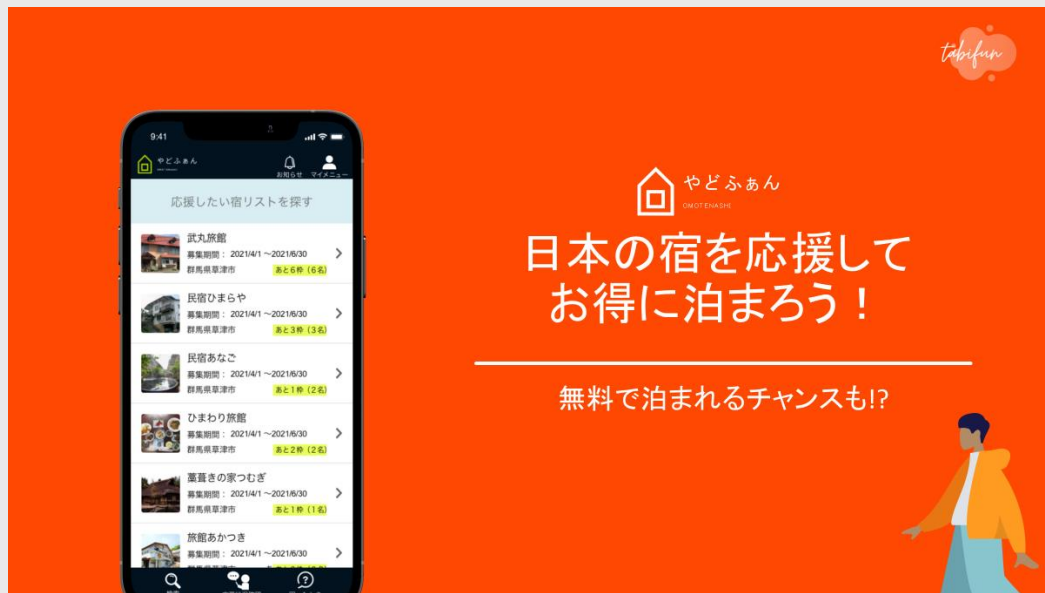 tabifun
9:41
やどふぁん
お知らせ マイメニュー
応援したい宿リストを探す
武丸旅館
募集期間： 2021/4/1 ～2021/6/30
群馬県草津市 あと6枠（6名）
民宿ひまらや
募集期間： 2021/4/1 ～2021/6/30
群馬県草津市 あと3枠（3名）
民宿あなご
募集期間： 2021/4/1 ～2021/6/30
群馬県草津市 あと1枠（2名）
ひまわり旅館
募集期間： 2021/4/1 ～2021/6/30
群馬県草津市 あと2枠（2名）
藁葺きの家つむぎ
募集期間： 2021/4/1 ～2021/6/30
群馬県草津市 あと1枠（1名）
旅館あかつき
募集期間： 2021/4/1 ～2021/6/30
やどふぁん
OMOTENASHI
日本の宿を応援して
お得に泊まろう！
無料で泊まれるチャンスも!?